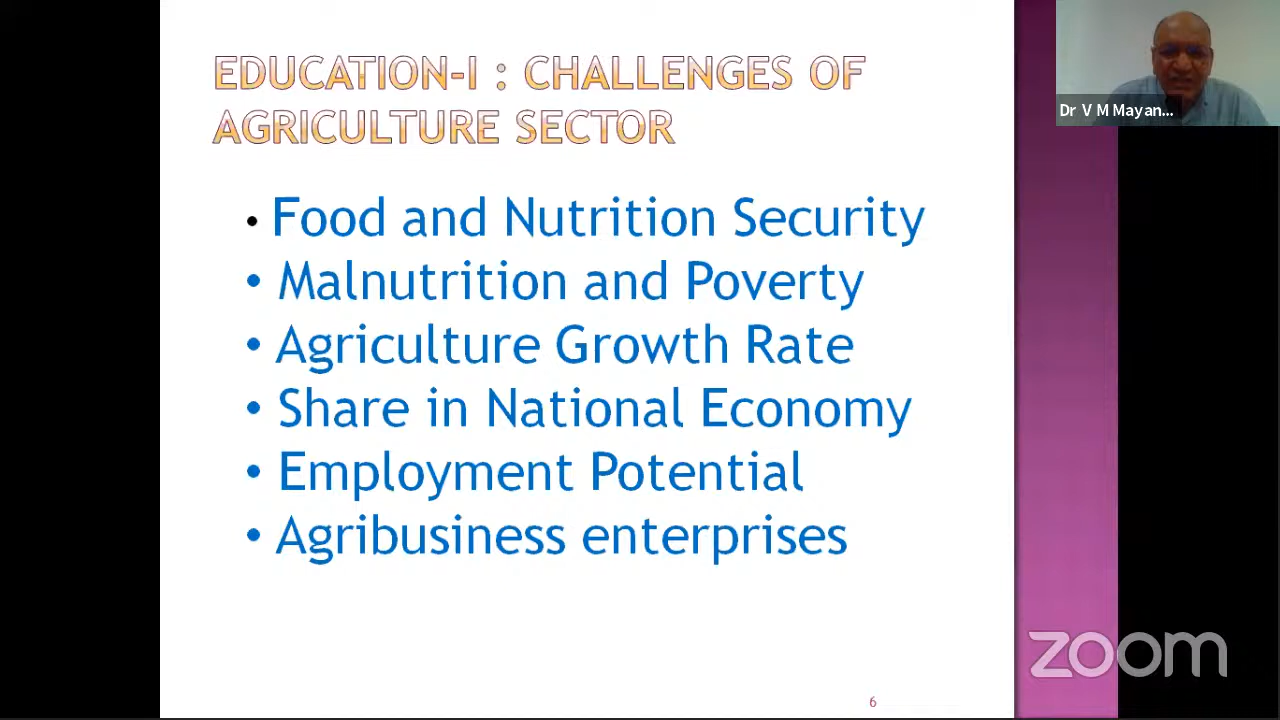 EDUCATION-I : CHALLENGES OF
AGRICULTURE SECTOR
• Food and Nutrition Security
• Malnutrition and Poverty
• Agriculture Growth Rate
• Share in National Economy
• Employment Potential
• Agribusiness enterprises
6
Dr V M Mayan...
zoom